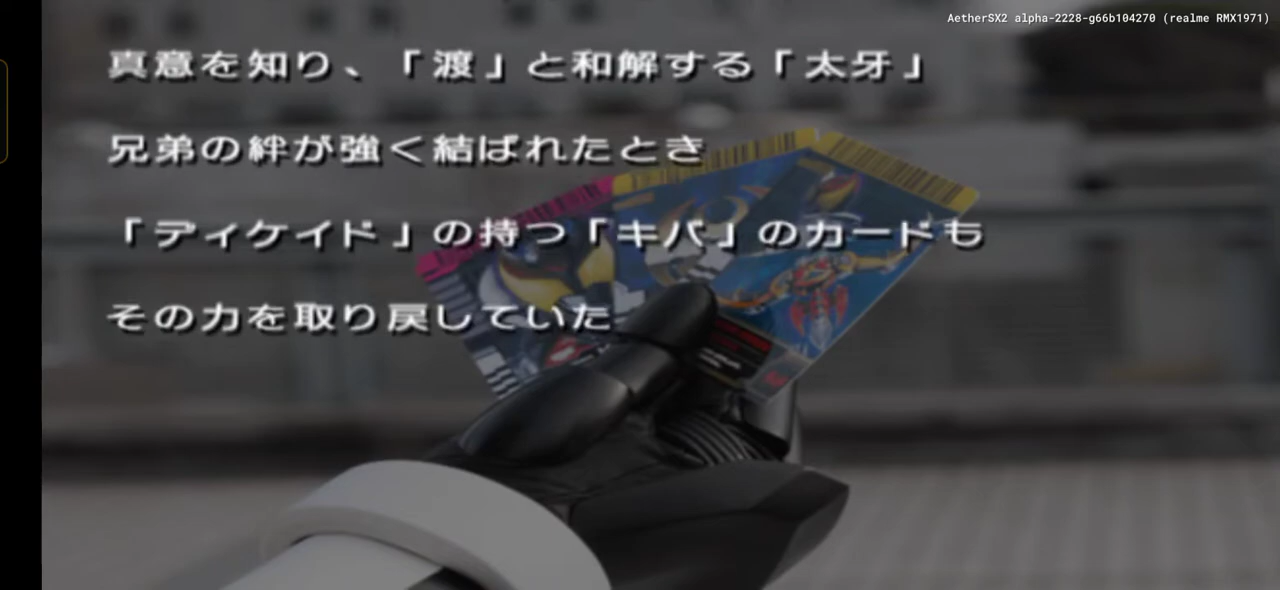 AetherSX2 alpha-2228-g66b104270 (realme RMX1971)
真意を知り、「渡」と和解する「太牙」
兄弟の絆が強く結ばれたとき
「ディケイド」の持つ「キバ」のカードも
その力を取り戻していた